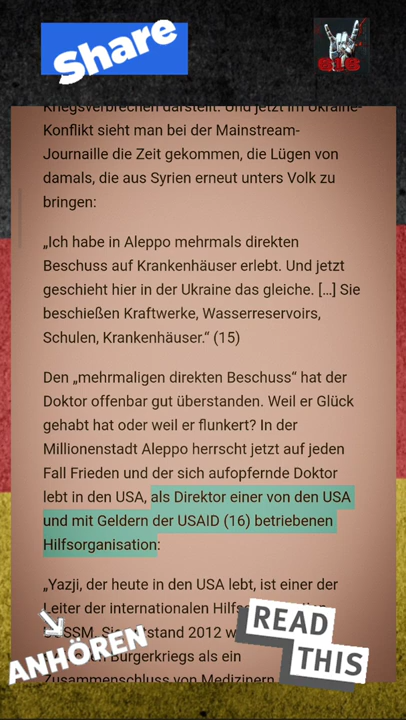 Share
Kriegsverbrechen darstellt. Und jetzt im Ukraine-
Konflikt sieht man bei der Mainstream-
Journaille die Zeit gekommen, die Lügen von
damals, die aus Syrien erneut unters Volk zu
bringen:
„Ich habe in Aleppo mehrmals direkten
Beschuss auf Krankenhäuser erlebt. Und jetzt
geschieht hier in der Ukraine das gleiche. […] Sie
beschießen Kraftwerke, Wasserreservoirs,
Schulen, Krankenhäuser.“ (15)
Den „mehrmaligen direkten Beschuss“ hat der
Doktor offenbar gut überstanden. Weil er Glück
gehabt hat oder weil er flunkert? In der
Millionenstadt Aleppo herrscht jetzt auf jeden
Fall Frieden und der sich aufopfernde Doktor
lebt in den USA, als Direktor einer von den USA
und mit Geldern der USAID (16) betriebenen
Hilfsorganisation:
„Yazji, der heute in den USA lebt, ist einer der
Leiter der internationalen
READ
THIS
ANHÖREN
2012
Bürgerkriegs als ein
Zusammenschluss von Medizinern